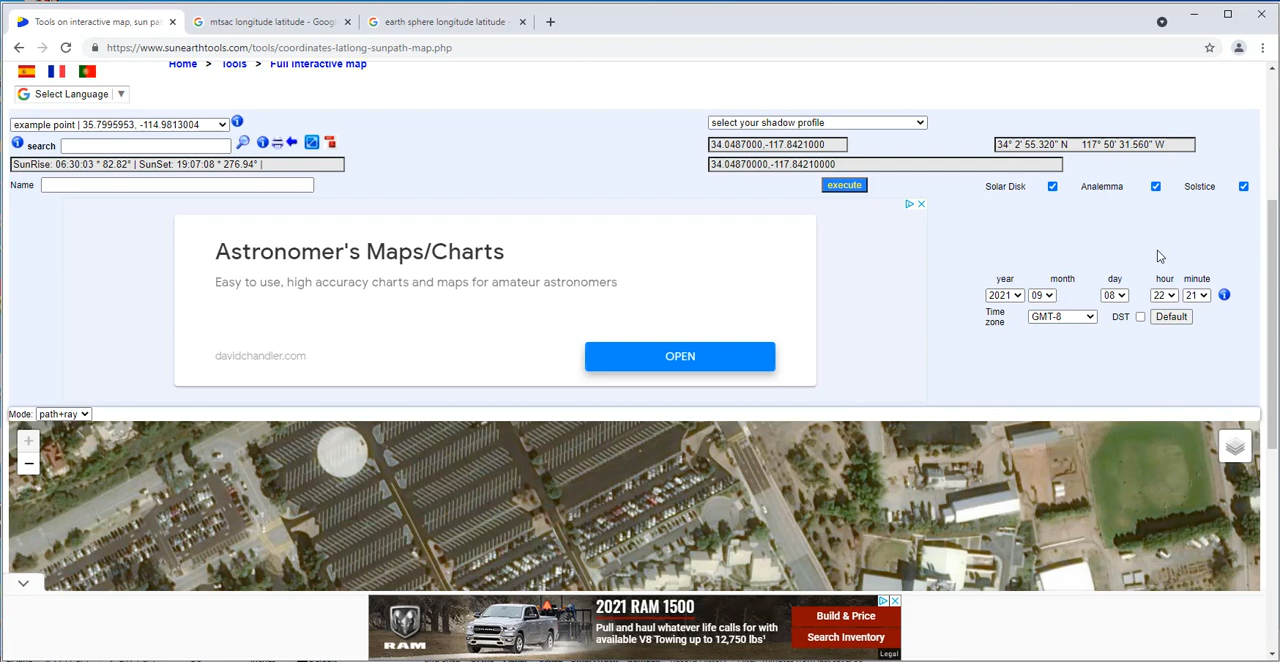 Tools on interactive map, sun pa
mtsac longitude latitude - Googl
earth sphere longitude latitude -
https://www.sunearthtools.com/tools/coordinates-latlong-sunpath-map.php
Home > Tools > Full interactive map
Select Language ▼
example point | 35.7995953, -114.9813004
select your shadow profile
search
34.0487000,-117.8421000
34° 2' 55.320" N 117° 50' 31.560" W
SunRise: 06:30:03 * 82.82° | SunSet: 19:07:08 * 276.94° |
34.04870000,-117.84210000
Name
execute
Solar Disk
Analemma
Solstice
Astronomer's Maps/Charts
Easy to use, high accuracy charts and maps for amateur astronomers
davidchandler.com
OPEN
year month day hour minute
2021 09 08 22 21
Time zone
GMT-8
DST
Default
Mode: path+ray
+
−
RAM
2021 RAM 1500
Pull and haul whatever life calls for with
available V8 Towing up to 12,750 lbs¹
Build & Price
Search Inventory
Legal